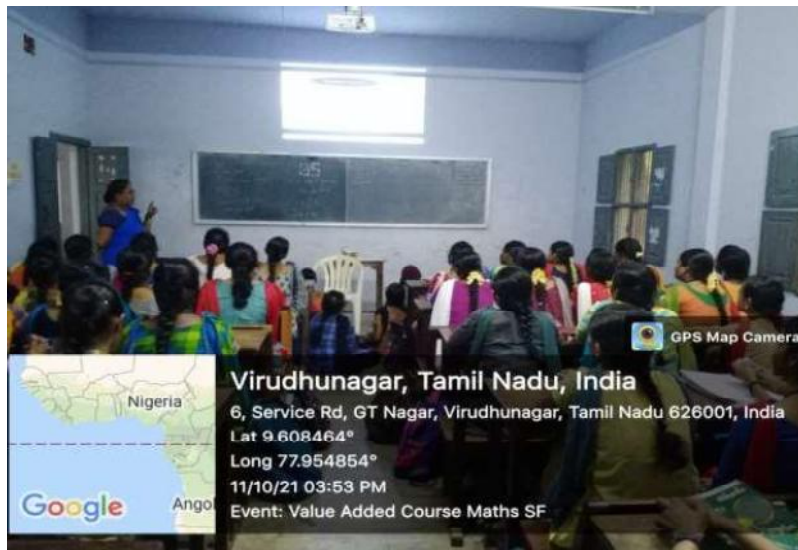 GPS Map Camera
Nigeria
Angol
Google
Virudhunagar, Tamil Nadu, India
6, Service Rd, GT Nagar, Virudhunagar, Tamil Nadu 626001, India
Lat 9.608464°
Long 77.954854°
11/10/21 03:53 PM
Event: Value Added Course Maths SF